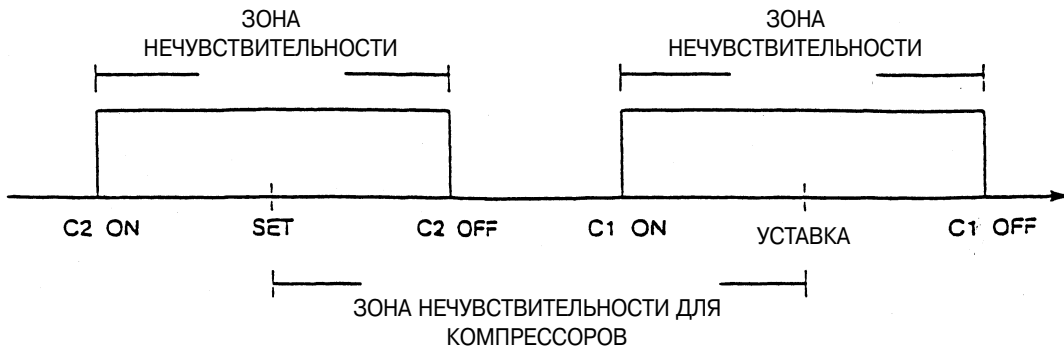 ЗОНА
НЕЧУВСТВИТЕЛЬНОСТИ
ЗОНА
НЕЧУВСТВИТЕЛЬНОСТИ
C2 ON
SET
C2 OFF
C1 ON
УСТАВКА
C1 OFF
ЗОНА НЕЧУВСТВИТЕЛЬНОСТИ ДЛЯ
КОМПРЕССОРОВ